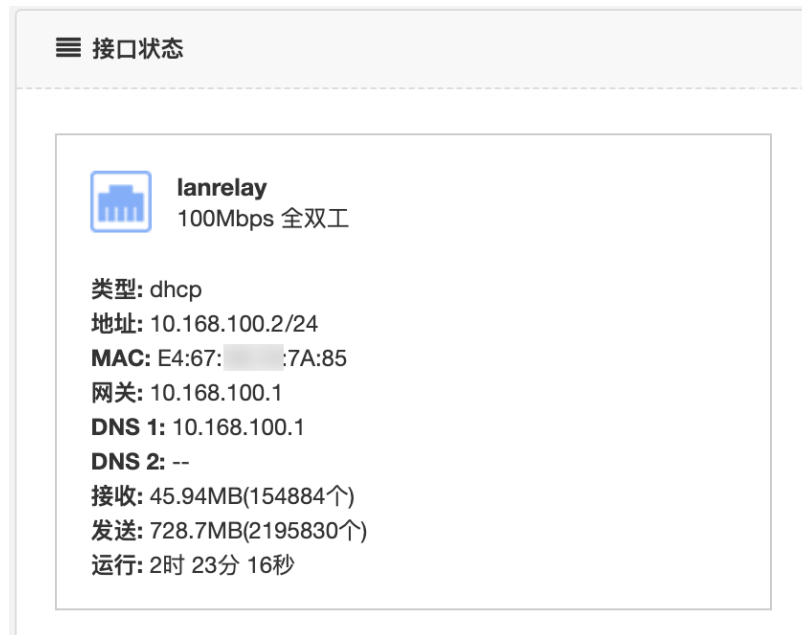 接口状态
lanrelay
100Mbps 全双工
类型: dhcp
地址: 10.168.100.2/24
MAC: E4:67: :7A:85
网关: 10.168.100.1
DNS 1: 10.168.100.1
DNS 2: --
接收: 45.94MB(154884个)
发送: 728.7MB(2195830个)
运行: 2时 23分 16秒